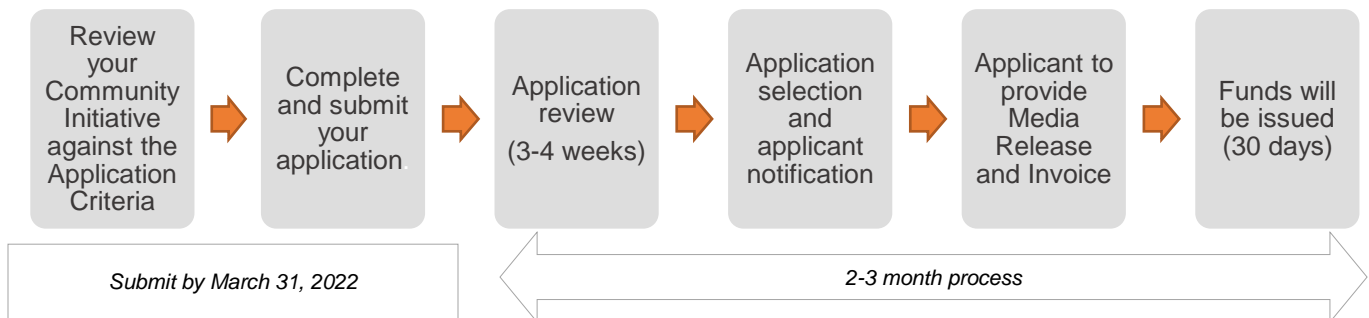 Review
your
Community
Initiative
against the
Application
Criteria
Complete
and submit
your
application.
Application
review
(3-4 weeks)
Application
selection
and
applicant
notification
Applicant to
provide
Media
Release
and Invoice
Funds will
be issued
(30 days)
Submit by March 31, 2022
2-3 month process